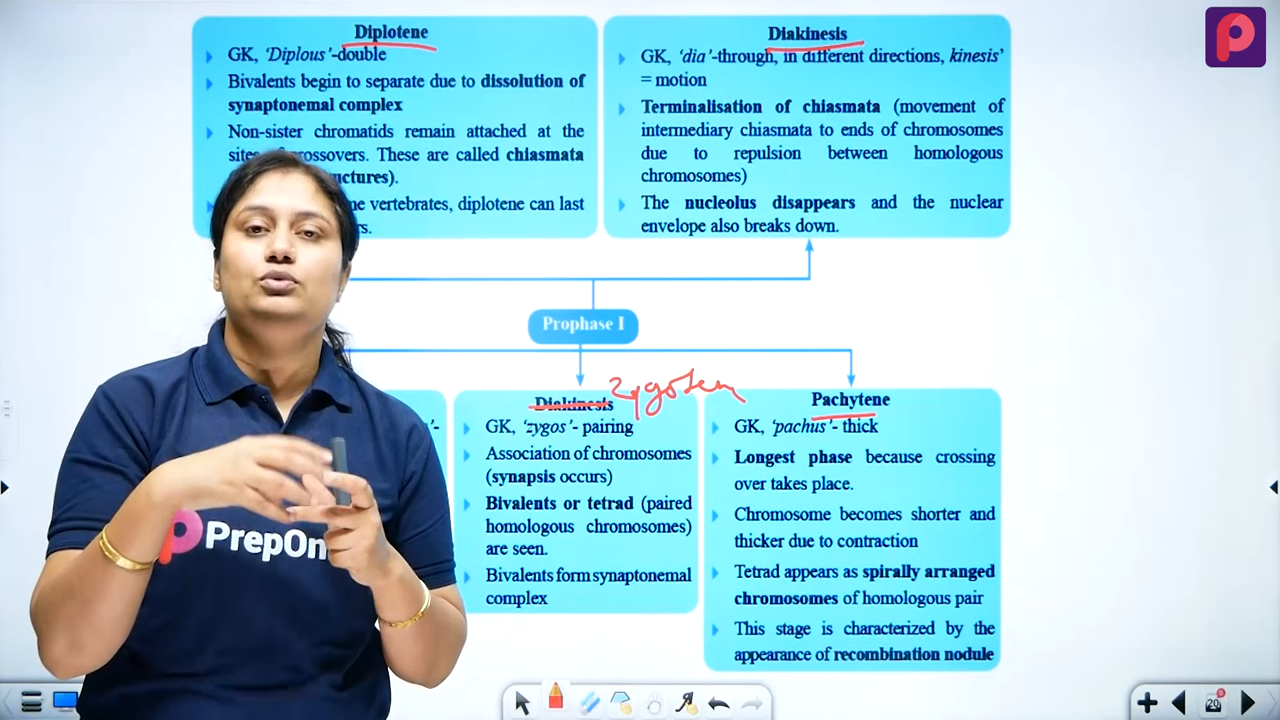 Diplotene
GK, 'Diplous'-double
Bivalents begin to separate due to dissolution of
synaptonemal complex
Non-sister chromatids remain attached at the
sites of crossovers. These are called chiasmata
vertebrates, diplotene can last
Diakinesis
GK, 'dia'-through, in different directions, kinesis'
= motion
Terminalisation of chiasmata (movement of
intermediary chiasmata to ends of chromosomes
due to repulsion between homologous
chromosomes)
The nucleolus disappears and the nuclear
envelope also breaks down.
Prophase I
Diakinesis
GK, 'zygos'- pairing
Association of chromosomes
(synapsis occurs)
Bivalents or tetrad (paired
homologous chromosomes)
are seen.
Bivalents form synaptonemal
complex
Pachytene
GK, 'pachus'- thick
Longest phase because crossing
over takes place.
Chromosome becomes shorter and
thicker due to contraction
Tetrad appears as spirally arranged
chromosomes of homologous pair
This stage is characterized by the
appearance of recombination nodule
PrepOn
20